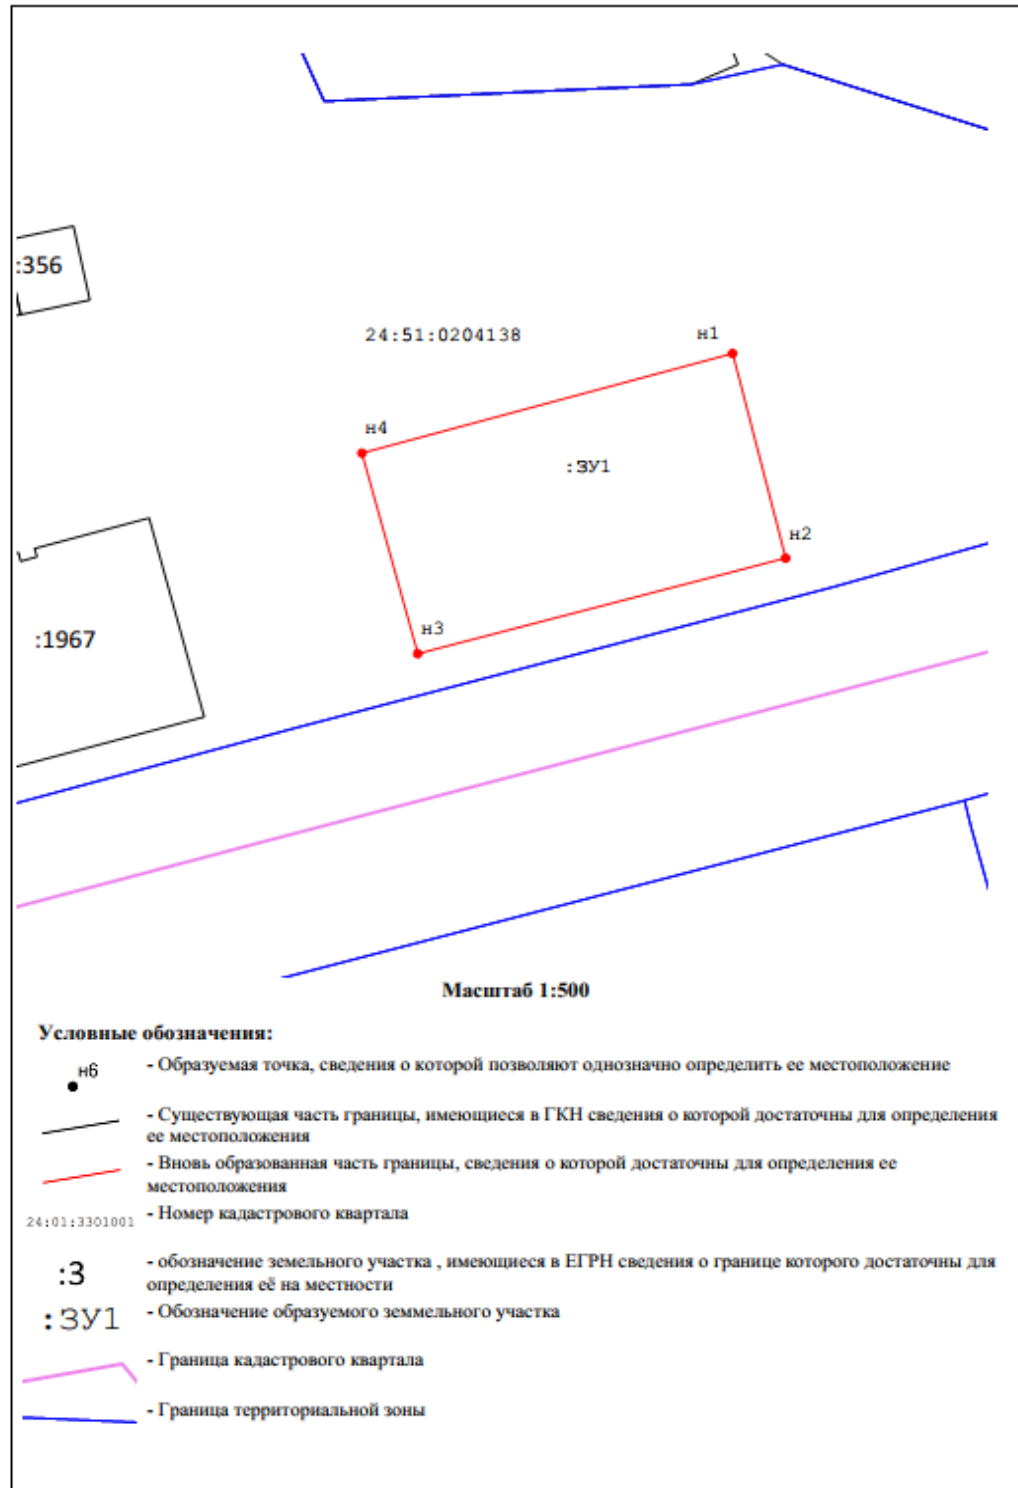 :356
24:51:0204138
н1
н4
:ЗУ1
н2
н3
:1967
Масштаб 1:500
Условные обозначения:
н6
- Образуемая точка, сведения о которой позволяют однозначно определить ее местоположение
- Существующая часть границы, имеющиеся в ГКН сведения о которой достаточны для определения
ее местоположения
- Вновь образованная часть границы, сведения о которой достаточны для определения ее
местоположения
24:01:3301001
- Номер кадастрового квартала
:3
- обозначение земельного участка , имеющиеся в ЕГРН сведения о границе которого достаточны для
определения её на местности
:ЗУ1
- Обозначение образуемого земмельного участка
- Граница кадастрового квартала
- Граница территориальной зоны